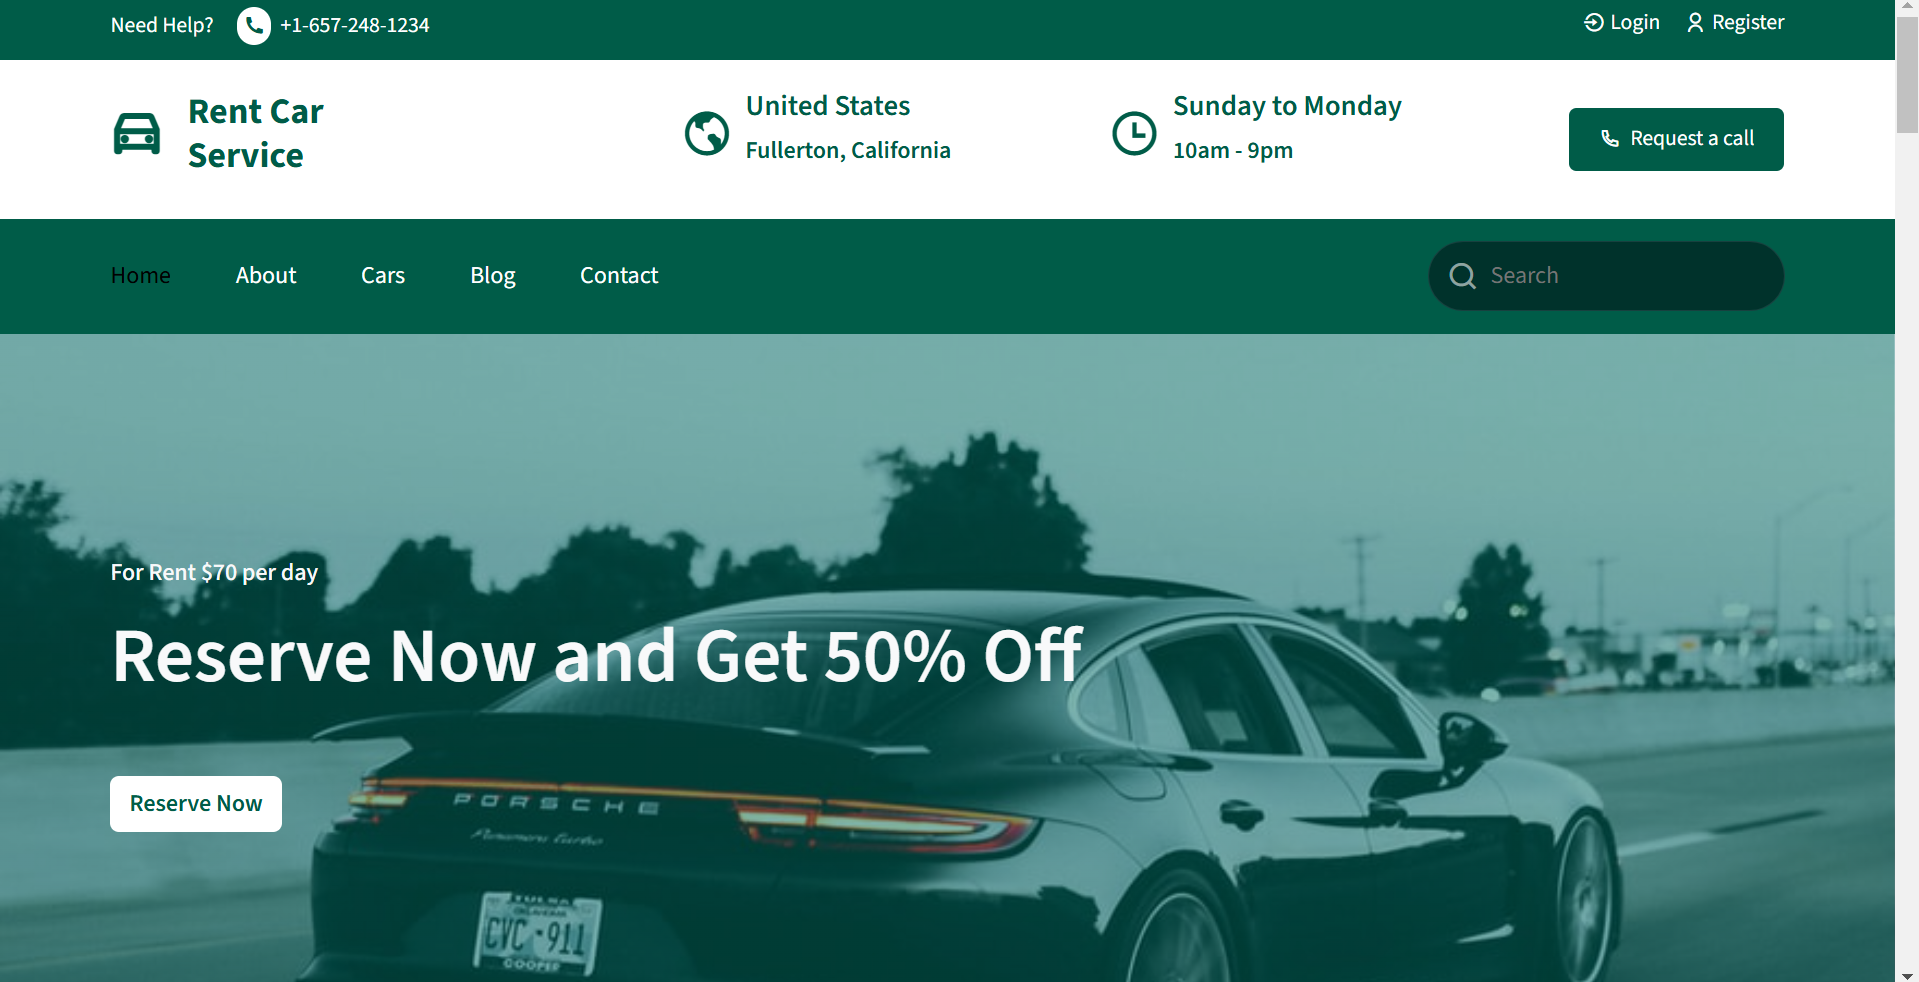 Need Help? +1-657-248-1234
Login Register
Rent Car
Service
United States
Fullerton, California
Sunday to Monday
10am - 9pm
Request a call
Home About Cars Blog Contact
Search
For Rent $70 per day
Reserve Now and Get 50% Off
Reserve Now
PORSCHE
Panamera turbo
TULSA
OKLAHOMA
CVC-911
COOPER